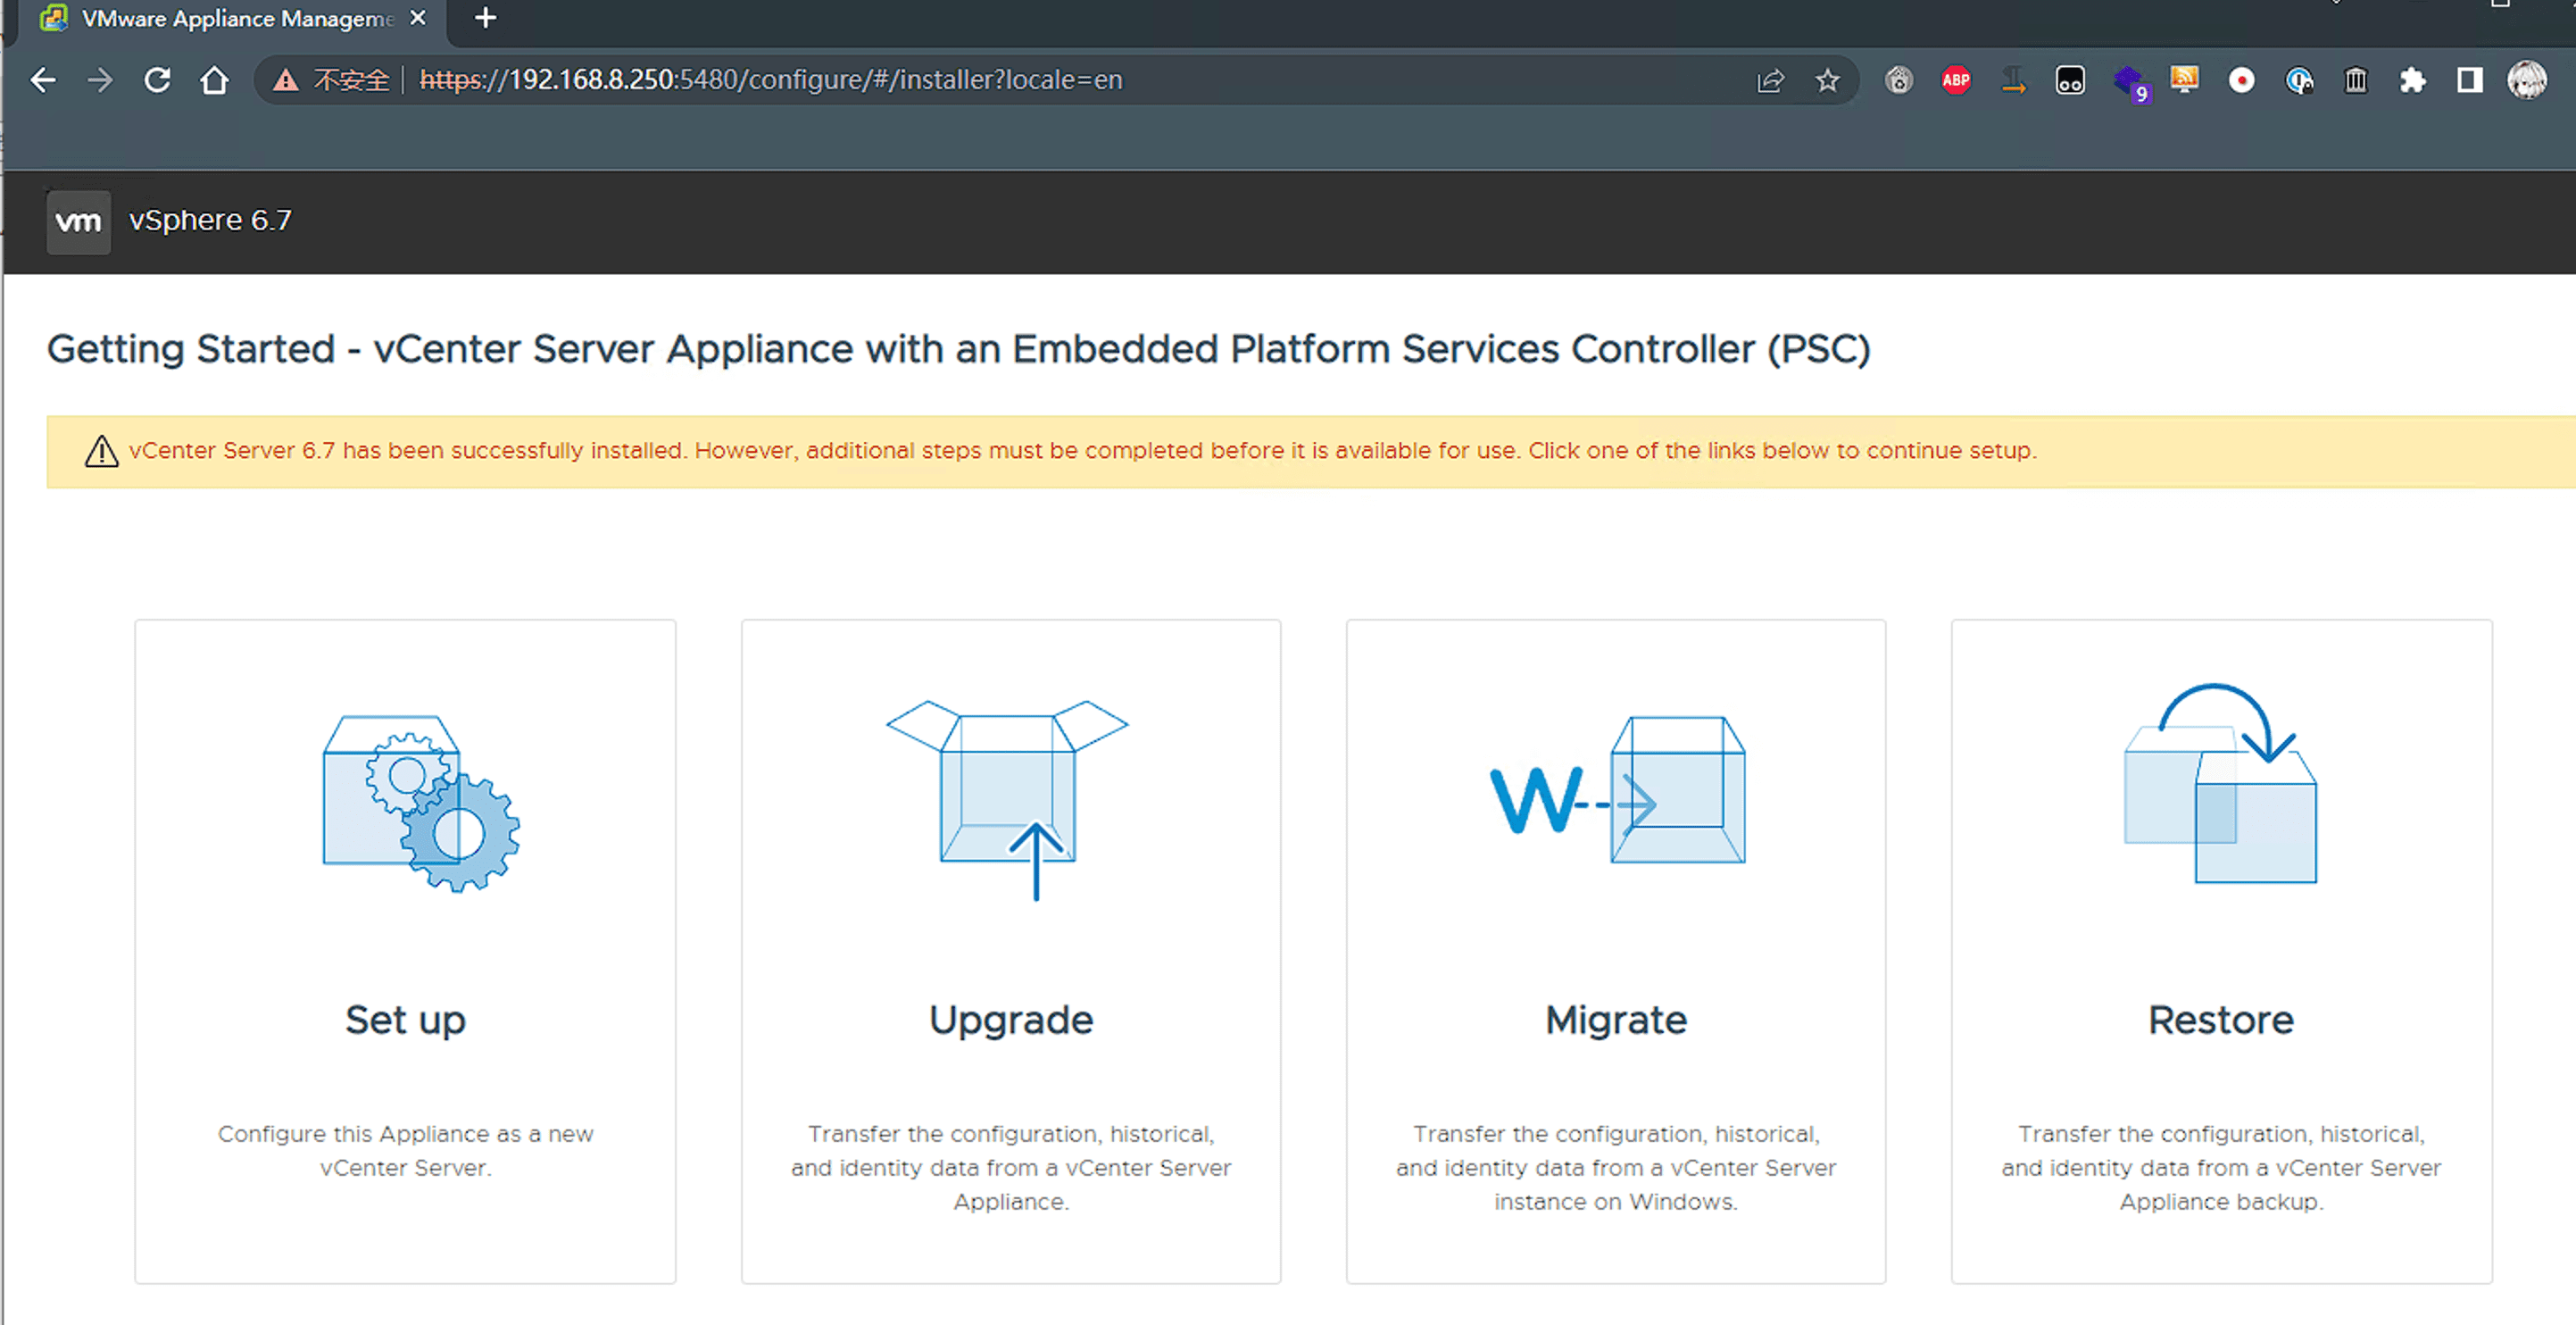 VMware Appliance Manageme
不安全
https://192.168.8.250:5480/configure/#/installer?locale=en
ABP
9
vm
vSphere 6.7
Getting Started - vCenter Server Appliance with an Embedded Platform Services Controller (PSC)
vCenter Server 6.7 has been successfully installed. However, additional steps must be completed before it is available for use. Click one of the links below to continue setup.
W
Set up
Configure this Appliance as a new
vCenter Server.
Upgrade
Transfer the configuration, historical,
and identity data from a vCenter Server
Appliance.
Migrate
Transfer the configuration, historical,
and identity data from a vCenter Server
instance on Windows.
Restore
Transfer the configuration, historical,
and identity data from a vCenter Server
Appliance backup.